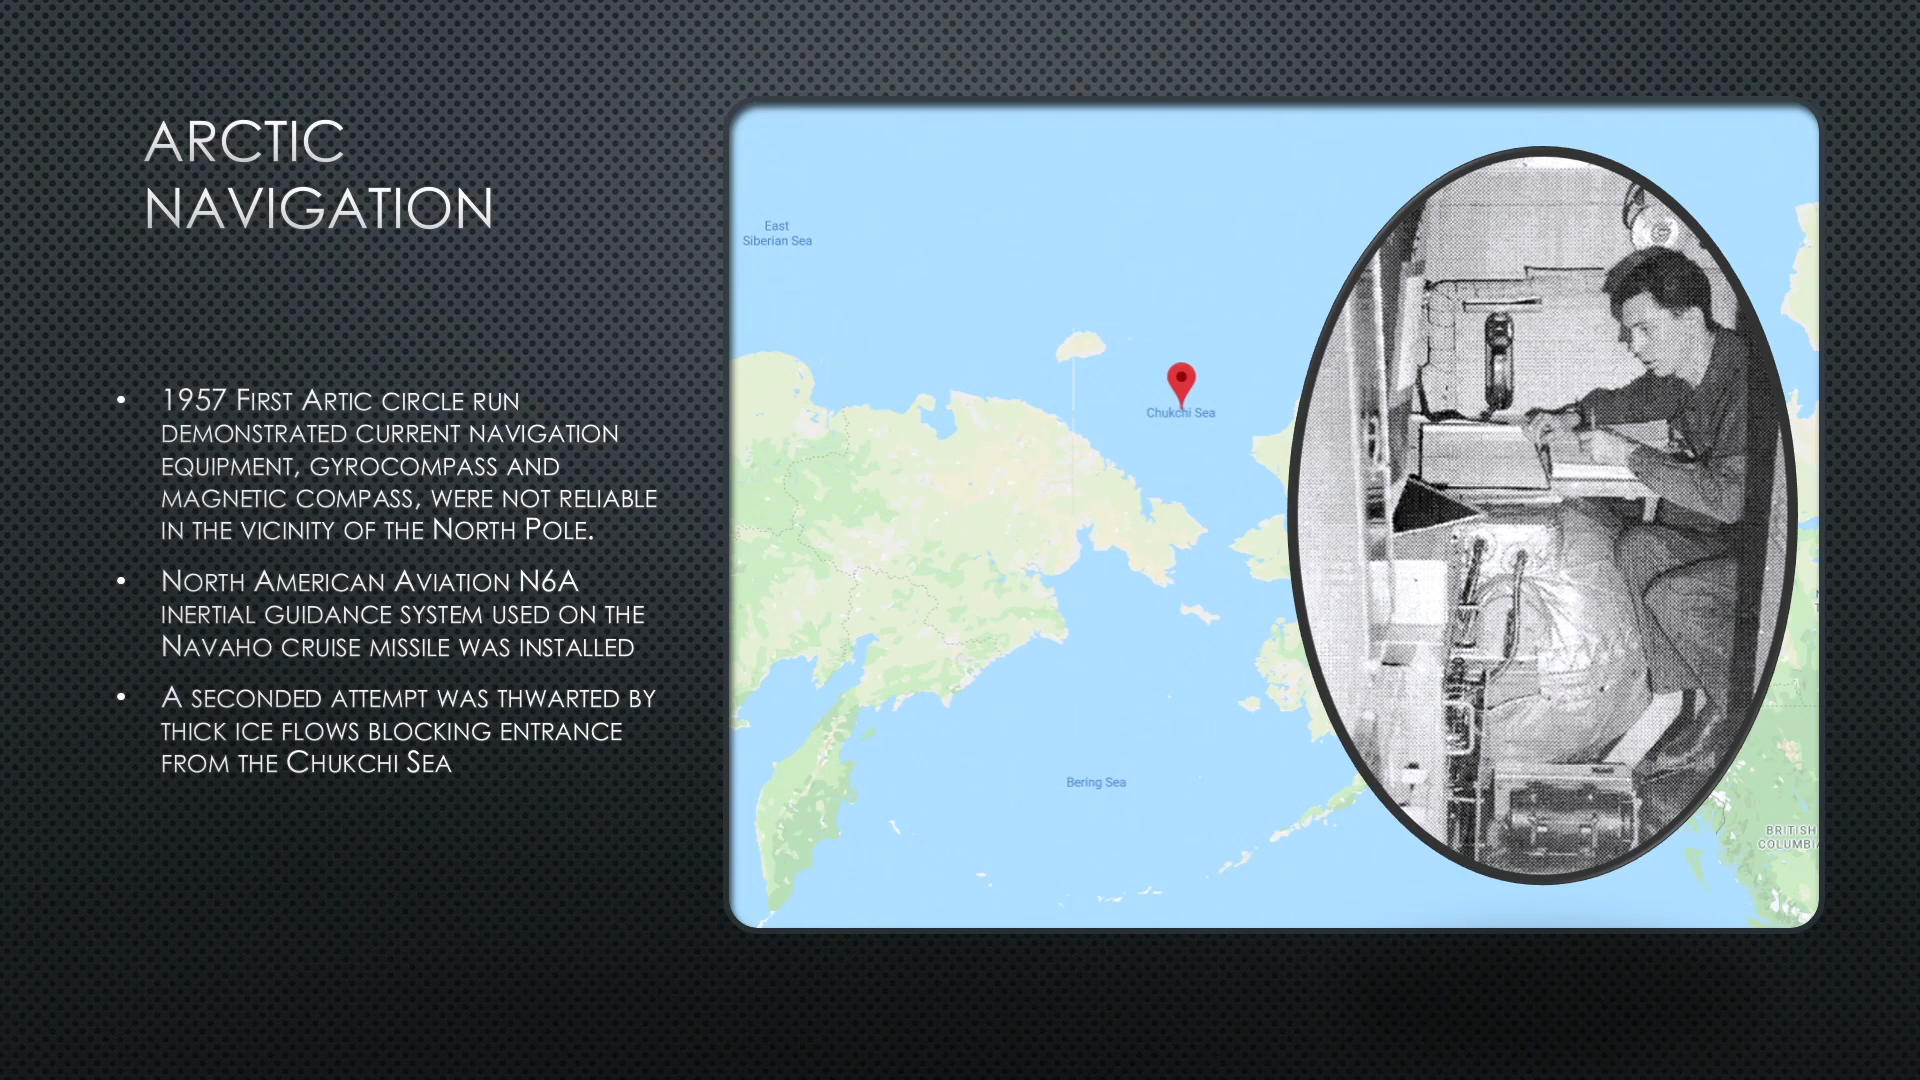 ARCTIC
NAVIGATION
• 1957 First Artic circle run
demonstrated current navigation
equipment, gyrocompass and
magnetic compass, were not reliable
in the vicinity of the North Pole.
• North American Aviation N6A
inertial guidance system used on the
Navaho cruise missile was installed
• A seconded attempt was thwarted by
thick ice flows blocking entrance
from the Chukchi Sea
East
Siberian Sea
Chukchi Sea
Bering Sea
BRITISH
COLUMBIA